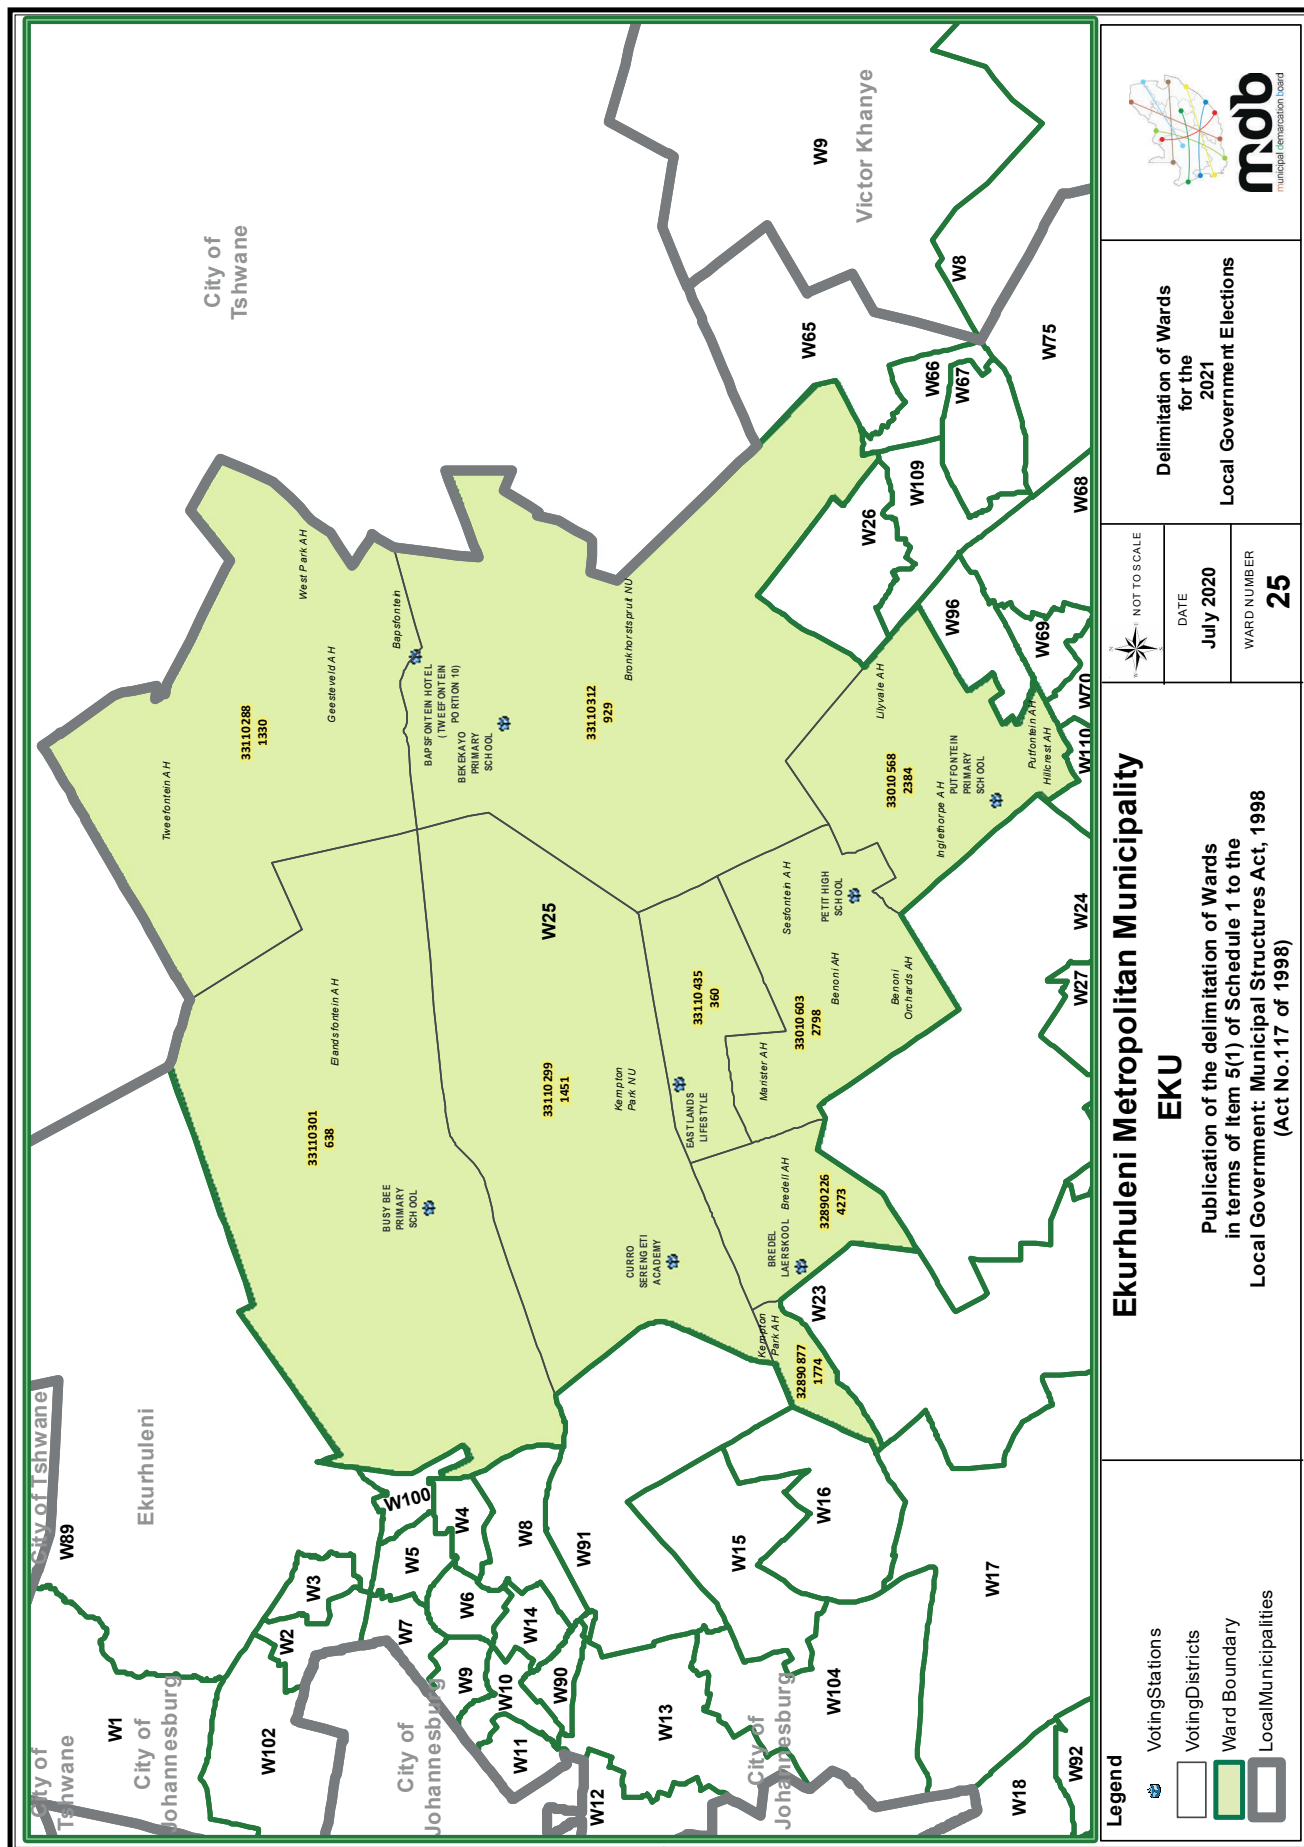 City of
Tshwane
City of Tshwane
W89
W1
City of
Johannesburg
Ekurhuleni
City of
Tshwane
Victor Khanye
W9
W8
W102
W2
W3
City of
Johannesburg
W7
W5
W100
W4
W6
W8
W9
W10
W14
W11
W90
W12
W91
W13
W15
W16
City of
Johannesburg
W104
W17
W18
W92
W23
W24
W27
W25
W26
W65
W66
W67
W75
W109
W68
W96
W69
W70
W110
Tweefontein AH
33110288
1330
Geesteveld AH
West Park AH
Bapsfontein
BAPSFONTEIN HOTEL
(TWEEFONTEIN
PORTION 10)
BEKEKAYO
PRIMARY
SCHOOL
33110312
929
Bronkhorstspruit NU
Elandsfontein AH
33110301
638
BUSY BEE
PRIMARY
SCHOOL
33110299
1451
Kempton
Park NU
CURRO
SERENGETI
ACADEMY
33110435
360
EASTLANDS
LIFESTYLE
Marister AH
33010603
2798
Sesfontein AH
PETIT HIGH
SCHOOL
Benoni AH
Benoni
Orchards AH
Bredell AH
BREDEL
LAERSKOOL
32890226
4273
Kempton
Park AH
32890877
1774
Lilyvale AH
33010568
2384
Inglethorpe AH
PUTFONTEIN
PRIMARY
SCHOOL
Putfontein AH
Hillcrest AH
Legend
VotingStations
VotingDistricts
Ward Boundary
LocalMunicipalities
Ekurhuleni Metropolitan Municipality
EKU
Publication of the delimitation of Wards
in terms of Item 5(1) of Schedule 1 to the
Local Government: Municipal Structures Act, 1998
(Act No.117 of 1998)
N
W
E
S
NOT TO SCALE
DATE
July 2020
WARD NUMBER
25
Delimitation of Wards
for the
2021
Local Government Elections
mdb
municipal demarcation board